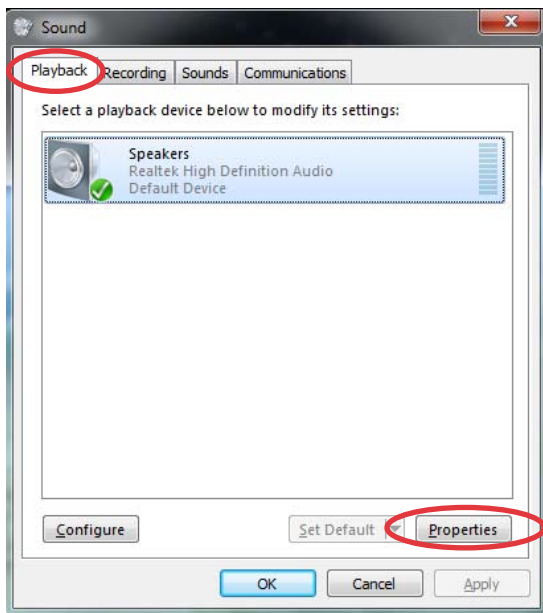 Sound
Playback Recording Sounds Communications
Select a playback device below to modify its settings:
Speakers
Realtek High Definition Audio
Default Device
Configure Set Default Properties
OK Cancel Apply